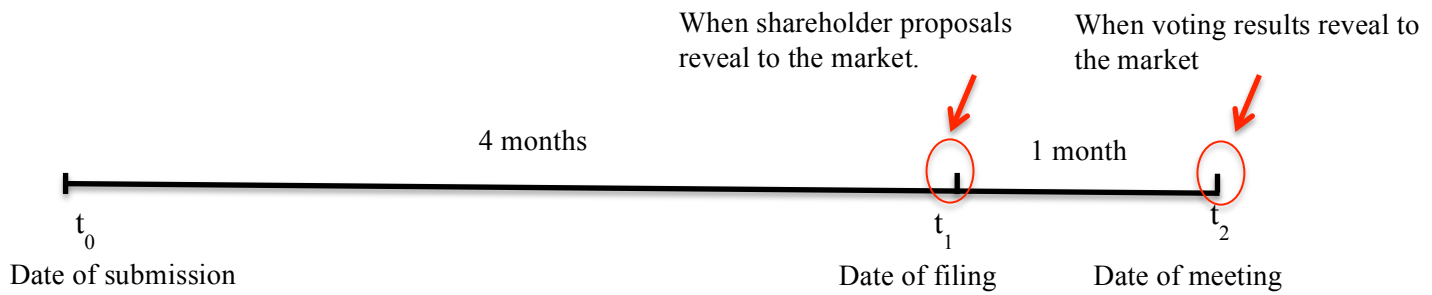 When shareholder proposals
reveal to the market.
When voting results reveal to
the market
4 months
1 month
t0
t1
t2
Date of submission
Date of filing
Date of meeting